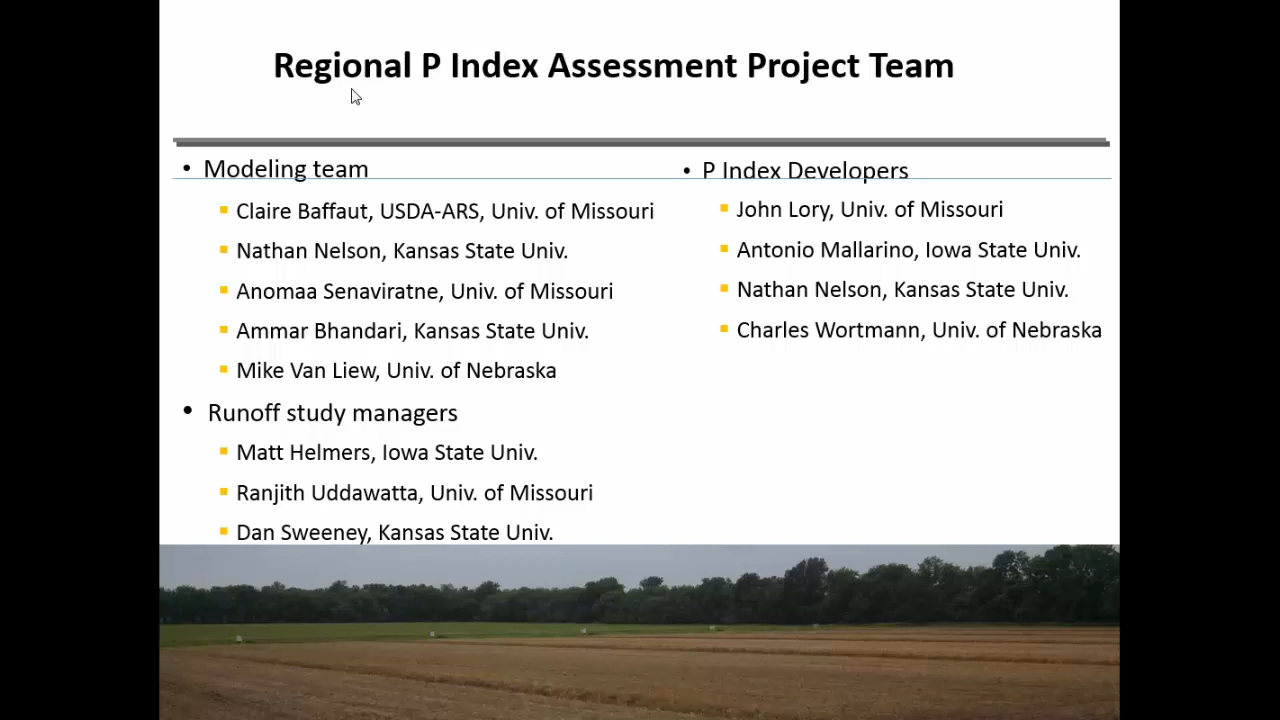 Regional P Index Assessment Project Team
• Modeling team
Claire Baffaut, USDA-ARS, Univ. of Missouri
Nathan Nelson, Kansas State Univ.
Anomaa Senaviratne, Univ. of Missouri
Ammar Bhandari, Kansas State Univ.
Mike Van Liew, Univ. of Nebraska
• Runoff study managers
Matt Helmers, Iowa State Univ.
Ranjith Uddawatta, Univ. of Missouri
Dan Sweeney, Kansas State Univ.
• P Index Developers
John Lory, Univ. of Missouri
Antonio Mallarino, Iowa State Univ.
Nathan Nelson, Kansas State Univ.
Charles Wortmann, Univ. of Nebraska